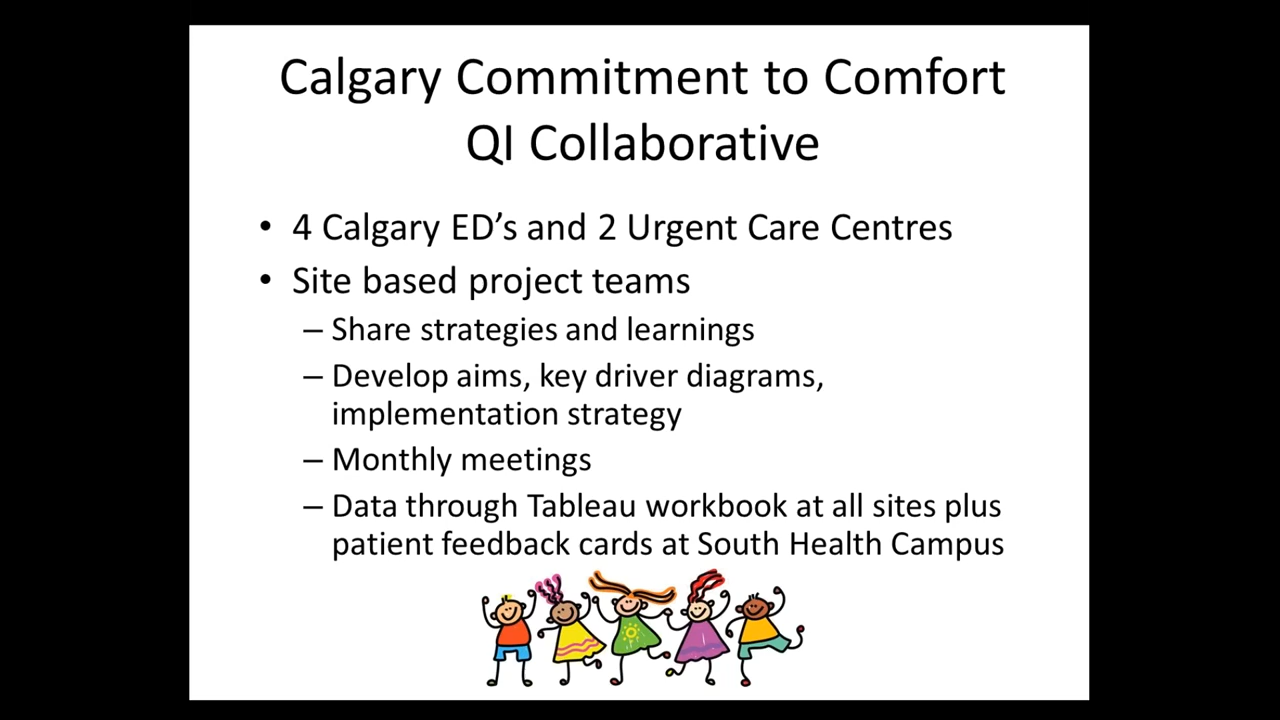 Calgary Commitment to Comfort
QI Collaborative
• 4 Calgary ED’s and 2 Urgent Care Centres
• Site based project teams
– Share strategies and learnings
– Develop aims, key driver diagrams,
implementation strategy
– Monthly meetings
– Data through Tableau workbook at all sites plus
patient feedback cards at South Health Campus